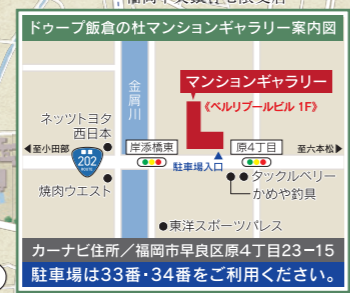 ドゥーブ飯倉の杜マンションギャラリー案内図
マンションギャラリー
《ベルリブールビル 1F》
金屑川
ネッツトヨタ
西日本
◀至小田部
202
岸添橋東
原4丁目
至六本松▶
駐車場入口
焼肉ウエスト
タックルベリー
かめや釣具
東洋スポーツパレス
カーナビ住所／福岡市早良区原4丁目23-15
駐車場は33番・34番をご利用ください。